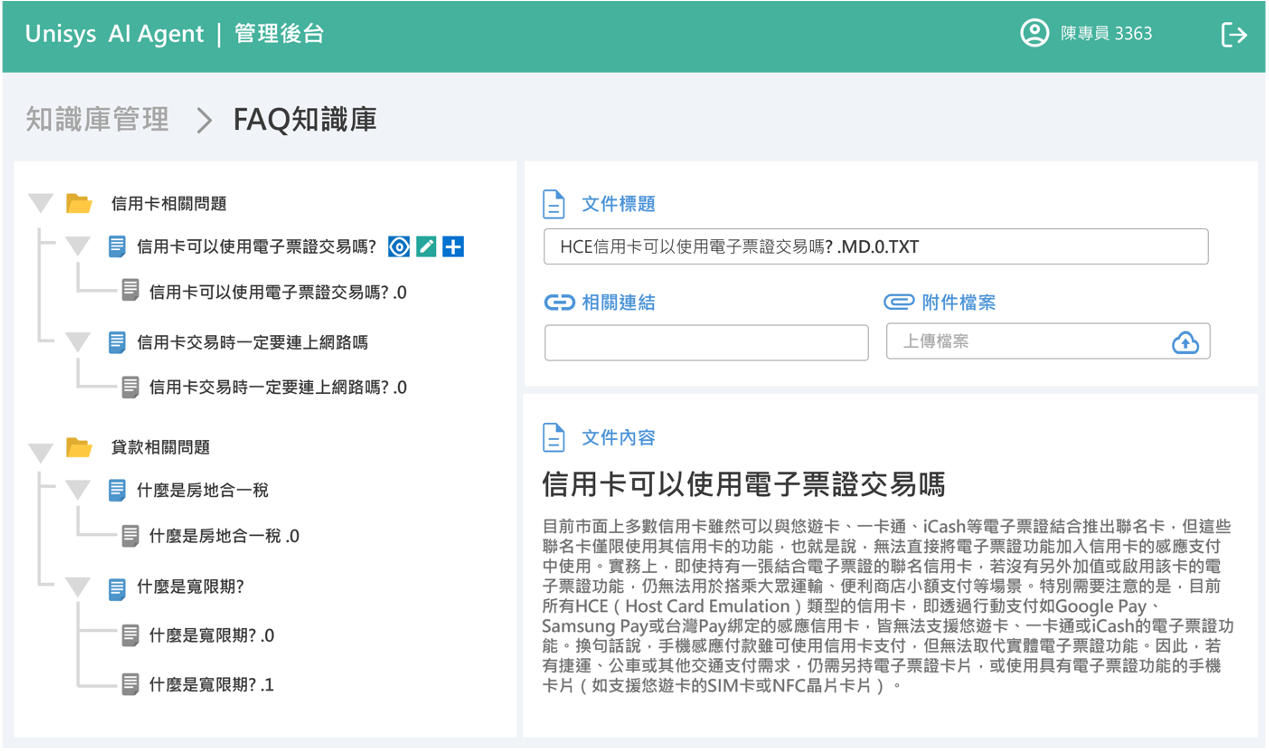 Unisys AI Agent | 管理後台
陳專員 3363
知識庫管理 > FAQ知識庫
信用卡相關問題
信用卡可以使用電子票證交易嗎?
信用卡可以使用電子票證交易嗎? .0
信用卡交易時一定要連上網路嗎
信用卡交易時一定要連上網路嗎? .0
貸款相關問題
什麼是房地合一稅
什麼是房地合一稅 .0
什麼是寬限期?
什麼是寬限期? .0
什麼是寬限期? .1
文件標題
HCE信用卡可以使用電子票證交易嗎? .MD.0.TXT
相關連結
附件檔案
上傳檔案
文件內容
信用卡可以使用電子票證交易嗎
目前市面上多數信用卡雖然可以與悠遊卡、一卡通、iCash等電子票證結合推出聯名卡，但這些
聯名卡僅限使用其信用卡的功能，也就是說，無法直接將電子票證功能加入信用卡的感應支付
中使用。實務上，即使持有一張結合電子票證的聯名信用卡，若沒有另外加值或啟用該卡的電
子票證功能，仍無法用於搭乘大眾運輸、便利商店小額支付等場景。特別需要注意的是，目前
所有HCE（Host Card Emulation）類型的信用卡，即透過行動支付如Google Pay、
Samsung Pay或台灣Pay綁定的感應信用卡，皆無法支援悠遊卡、一卡通或iCash的電子票證功
能。換句話說，手機感應付款雖可使用信用卡支付，但無法取代實體電子票證功能。因此，若
有捷運、公車或其他交通支付需求，仍需另持電子票證卡片，或使用具有電子票證功能的手機
卡片（如支援悠遊卡的SIM卡或NFC晶片卡片）。